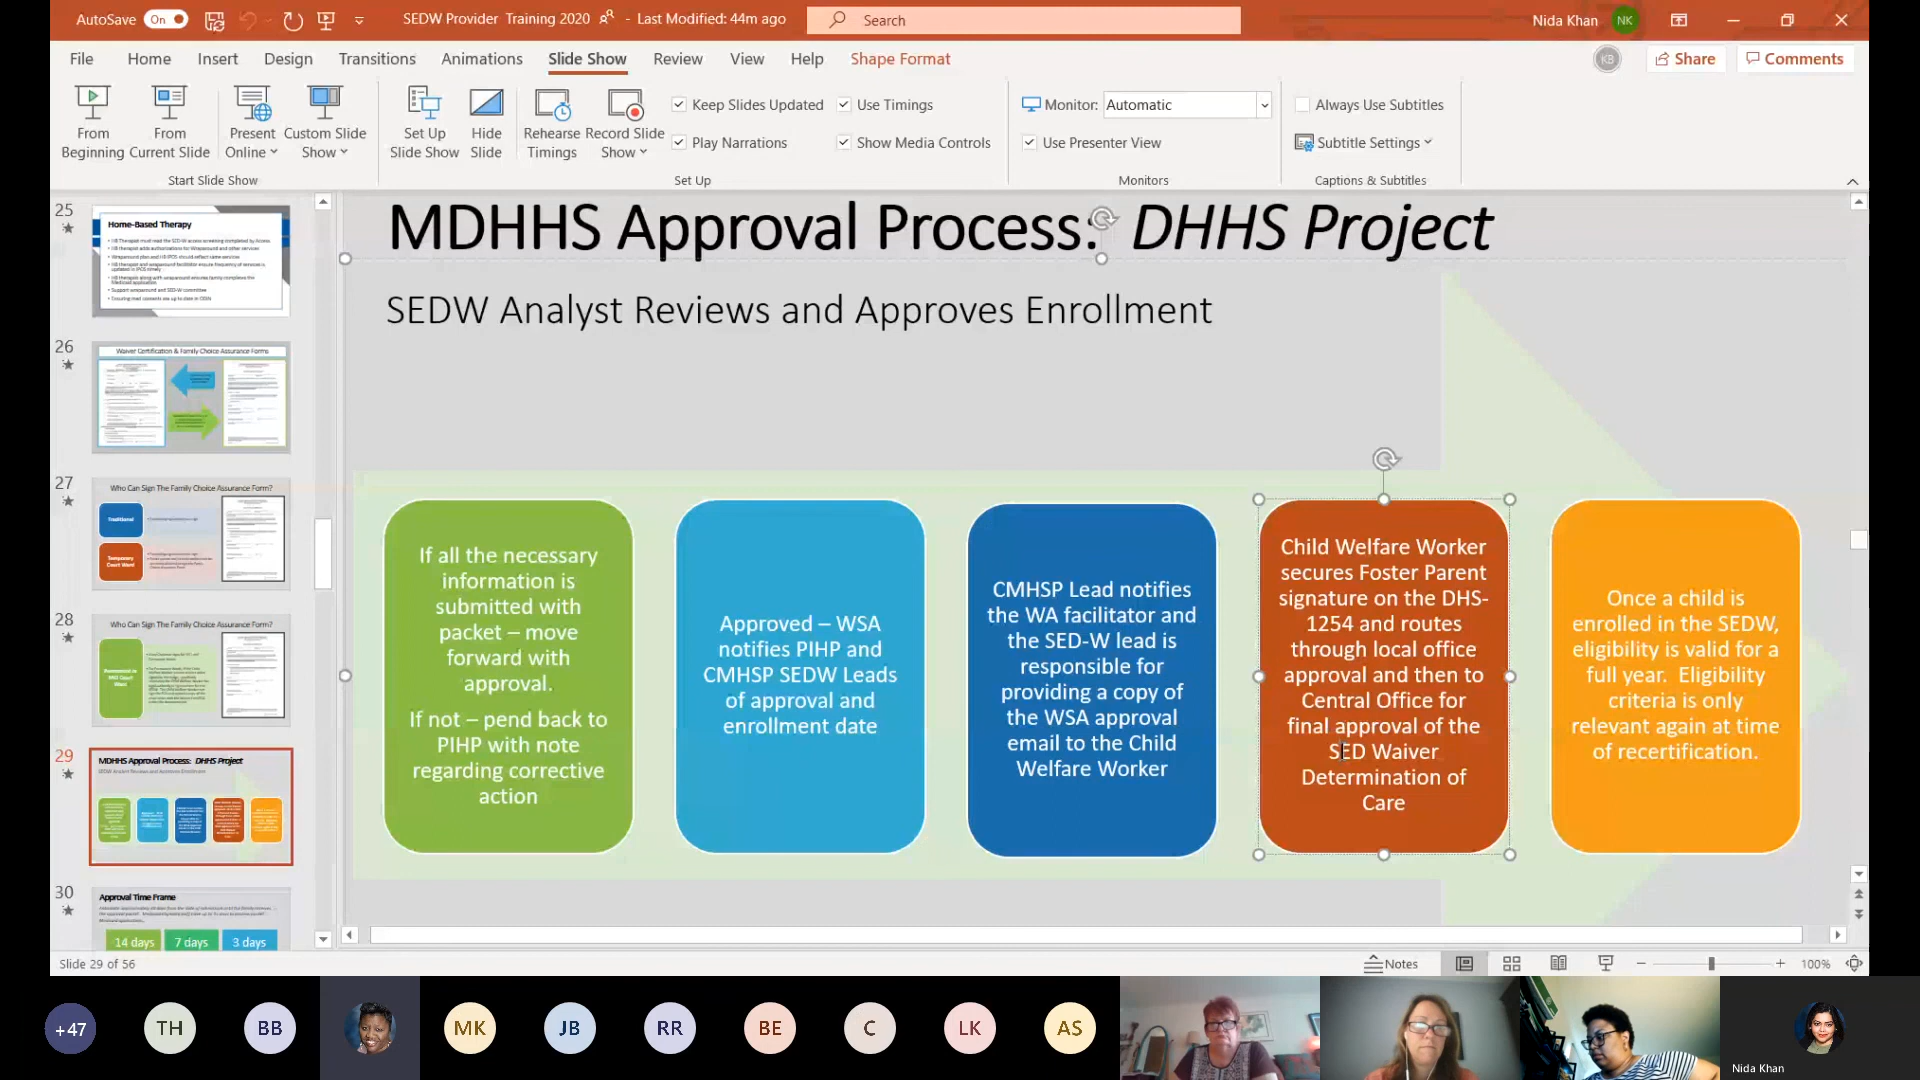 AutoSave On
SEDW Provider Training 2020 - Last Modified: 44m ago
Search
Nida Khan NK
File Home Insert Design Transitions Animations Slide Show Review View Help Shape Format
KB Share Comments
From Beginning
From Current Slide
Present Online
Custom Slide Show
Set Up Slide Show
Hide Slide
Rehearse Timings
Record Slide Show
Keep Slides Updated
Use Timings
Play Narrations
Show Media Controls
Monitor: Automatic
Use Presenter View
Always Use Subtitles
Subtitle Settings
Start Slide Show
Set Up
Monitors
Captions & Subtitles
25
Home-Based Therapy
26
Waiver Certification & Family Choice Assurance Forms
27
Who Can Sign The Family Choice Assurance Form?
Traditional
Temporary Court Ward
28
Who Can Sign The Family Choice Assurance Form?
29
MDHHS Approval Process: DHHS Project
SEDW Analyst Reviews and Approves Enrollment
30
Approval Time Frame
14 days
7 days
3 days
MDHHS Approval Process: DHHS Project
SEDW Analyst Reviews and Approves Enrollment
If all the necessary
information is
submitted with
packet – move
forward with
approval.
If not – pend back to
PIHP with note
regarding corrective
action
Approved – WSA
notifies PIHP and
CMHSP SEDW Leads
of approval and
enrollment date
CMHSP Lead notifies
the WA facilitator and
the SED-W lead is
responsible for
providing a copy of
the WSA approval
email to the Child
Welfare Worker
Child Welfare Worker
secures Foster Parent
signature on the DHS-
1254 and routes
through local office
approval and then to
Central Office for
final approval of the
SED Waiver
Determination of
Care
Once a child is
enrolled in the SEDW,
eligibility is valid for a
full year. Eligibility
criteria is only
relevant again at time
of recertification.
Slide 29 of 56
Notes
100%
+47
TH
BB
MK
JB
RR
BE
C
LK
AS
Nida Khan